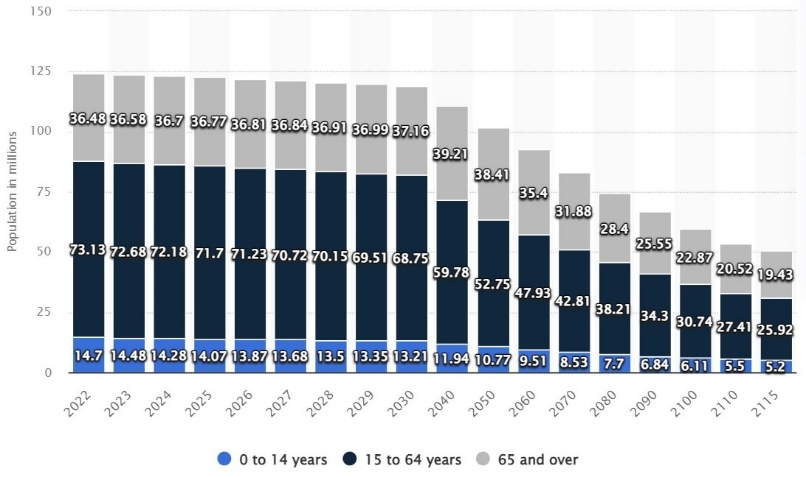 150
125
100
75
50
25
0
Population in millions
36.48 36.58 36.7 36.77 36.81 36.84 36.91 36.99 37.16 39.21 38.41 35.4 31.88 28.4 25.55 22.87 20.52 19.43
73.13 72.68 72.18 71.7 71.23 70.72 70.15 69.51 68.75 59.78 52.75 47.93 42.81 38.21 34.3 30.74 27.41 25.92
14.7 14.48 14.28 14.07 13.87 13.68 13.5 13.35 13.21 11.94 10.77 9.51 8.53 7.7 6.84 6.11 5.5 5.2
2022 2023 2024 2025 2026 2027 2028 2029 2030 2040 2050 2060 2070 2080 2090 2100 2110 2115
0 to 14 years 15 to 64 years 65 and over